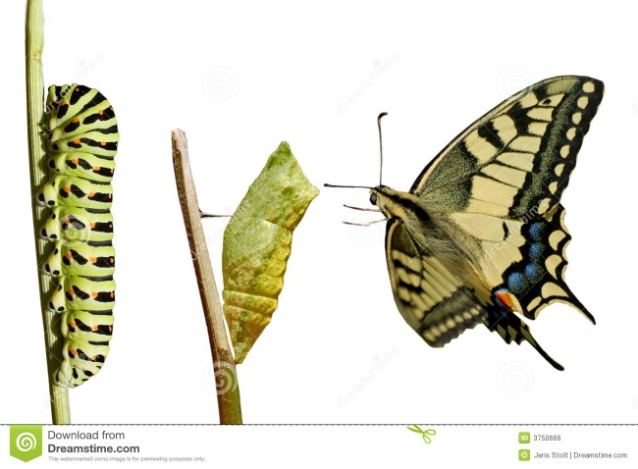 Download from
Dreamstime.com
This watermarked comp image is for previewing purposes only.
3750666
Jens Stolt | Dreamstime.com